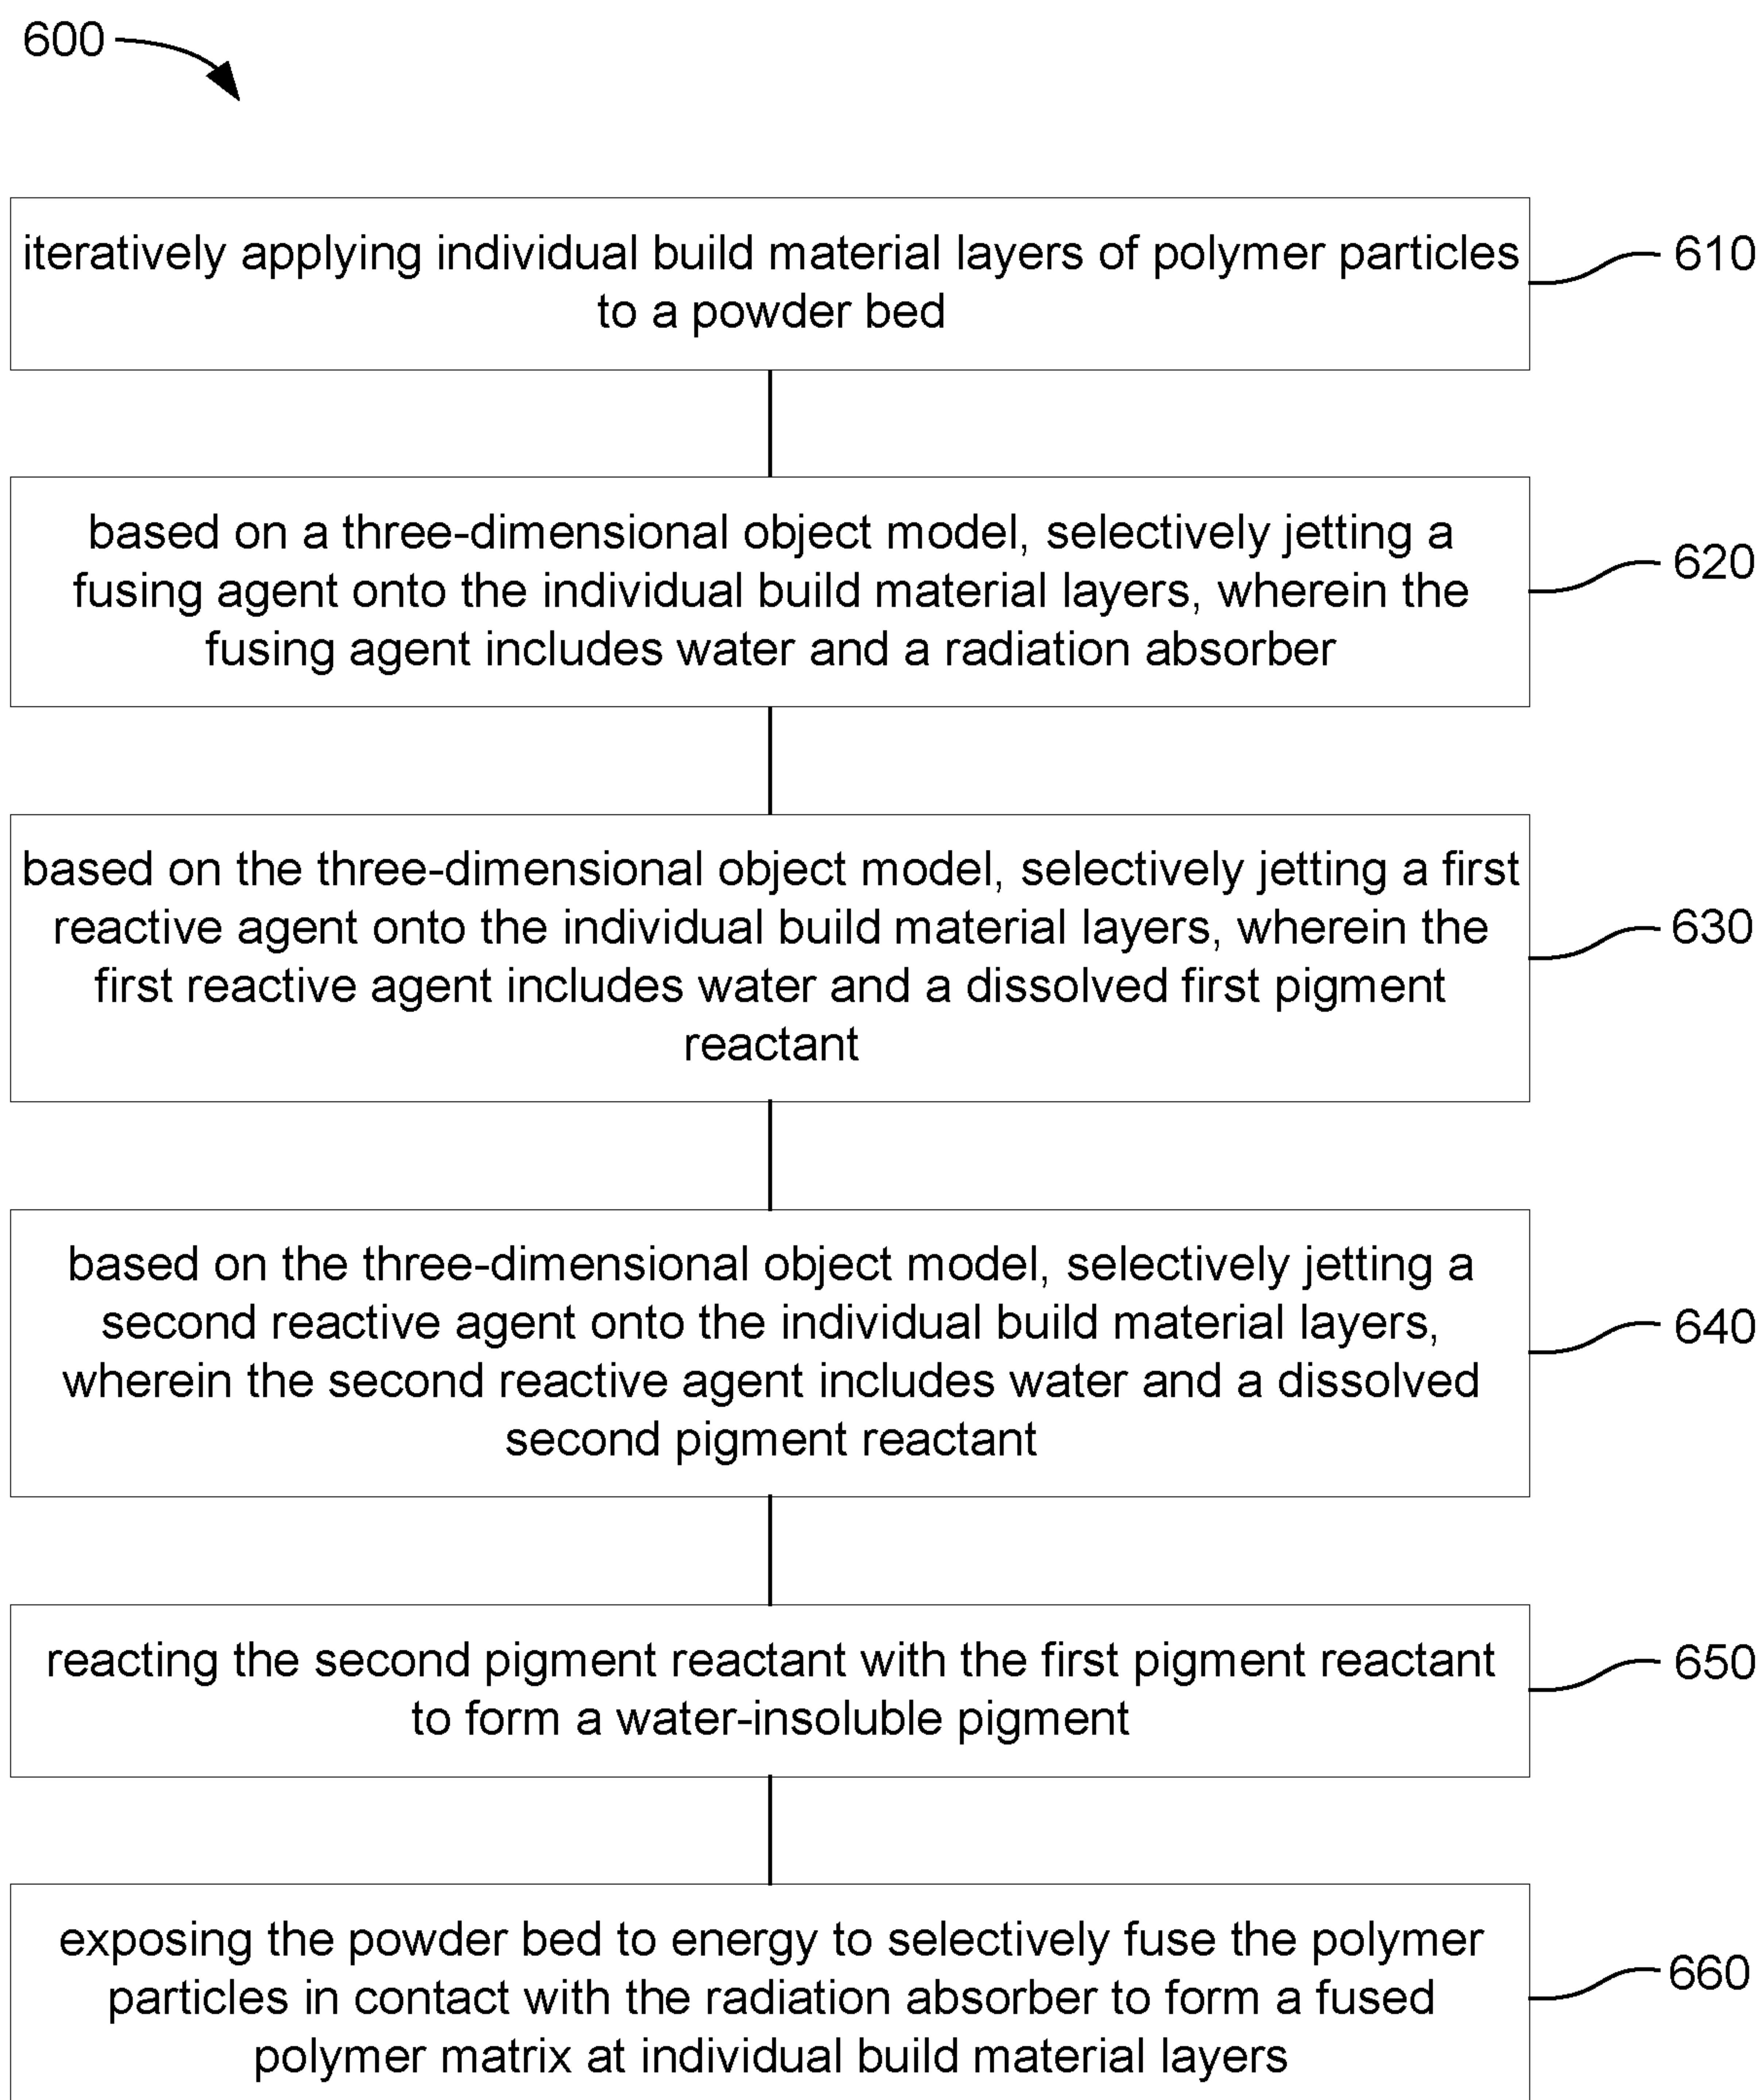 600
iteratively applying individual build material layers of polymer particles
to a powder bed
610
based on a three-dimensional object model, selectively jetting a
fusing agent onto the individual build material layers, wherein the
fusing agent includes water and a radiation absorber
620
based on the three-dimensional object model, selectively jetting a first
reactive agent onto the individual build material layers, wherein the
first reactive agent includes water and a dissolved first pigment
reactant
630
based on the three-dimensional object model, selectively jetting a
second reactive agent onto the individual build material layers,
wherein the second reactive agent includes water and a dissolved
second pigment reactant
640
reacting the second pigment reactant with the first pigment reactant
to form a water-insoluble pigment
650
exposing the powder bed to energy to selectively fuse the polymer
particles in contact with the radiation absorber to form a fused
polymer matrix at individual build material layers
660